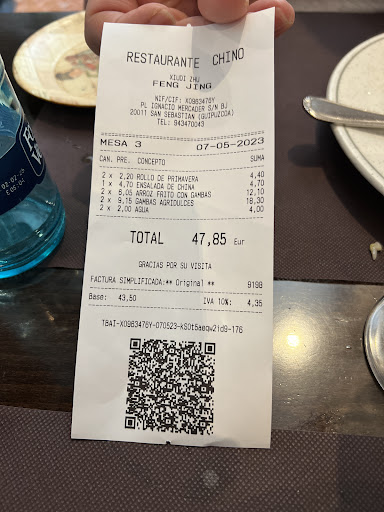 RESTAURANTE CHINO
XIUDI ZHU
FENG JING
NIF/CIF: X0963476Y
PL IGNACIO MERCADER S/N BJ
20011 SAN SEBASTIAN (GUIPUZCOA)
TEL: 943470043
MESA 3 07-05-2023
CAN. PRE. CONCEPTO SUMA
2 x 2,20 ROLLO DE PRIMAVERA 4,40
1 x 4,70 ENSALADA DE CHINA 4,70
2 x 6,05 ARROZ FRITO CON GAMBAS 12,10
2 x 9,15 GAMBAS AGRIDULCES 18,30
2 x 2,00 AGUA 4,00
TOTAL 47,85 Eur
GRACIAS POR SU VISITA
FACTURA SIMPLIFICADA:** Original ** 9198
Base: 43,50 IVA 10%: 4,35
TBAI-X0963476Y-070523-kS0t5aeqw2id9-176